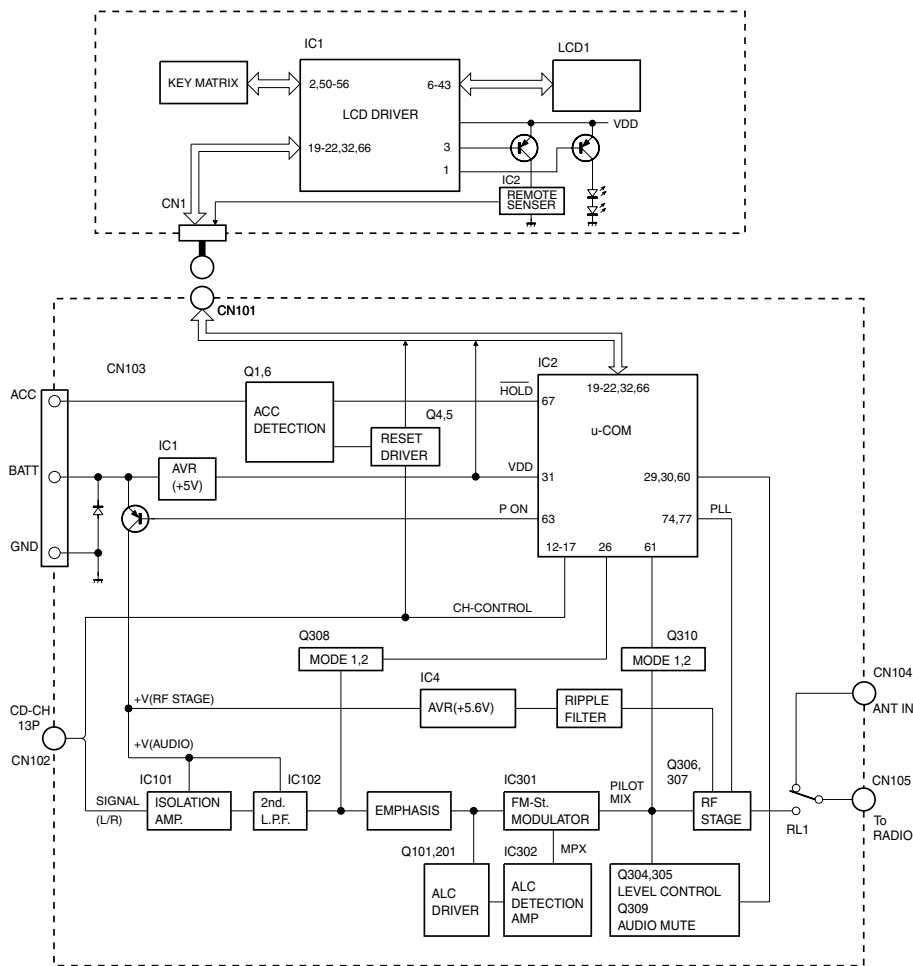 IC1
LCD1
KEY MATRIX
2,50-56
6-43
LCD DRIVER
VDD
19-22,32,66
3
1
IC2
REMOTE
SENSER
CN1
CN101
CN103
IC2
ACC
Q1,6
ACC
DETECTION
HOLD
67
19-22,32,66
u-COM
Q4,5
RESET
DRIVER
BATT
IC1
AVR
(+5V)
VDD
31
29,30,60
P ON
63
74,77
PLL
GND
12-17
26
61
CH-CONTROL
Q308
MODE 1,2
Q310
MODE 1,2
CN104
ANT IN
+V(RF STAGE)
IC4
AVR(+5.6V)
RIPPLE
FILTER
CD-CH
13P
CN102
+V(AUDIO)
IC101
IC102
IC301
PILOT
MIX
Q306,
307
CN105
SIGNAL
(L/R)
ISOLATION
AMP.
2nd.
L.P.F.
EMPHASIS
FM-St.
MODULATOR
RF
STAGE
RL1
To
RADIO
Q101,201
IC302
MPX
ALC
DRIVER
ALC
DETECTION
AMP
Q304,305
LEVEL CONTROL
Q309
AUDIO MUTE